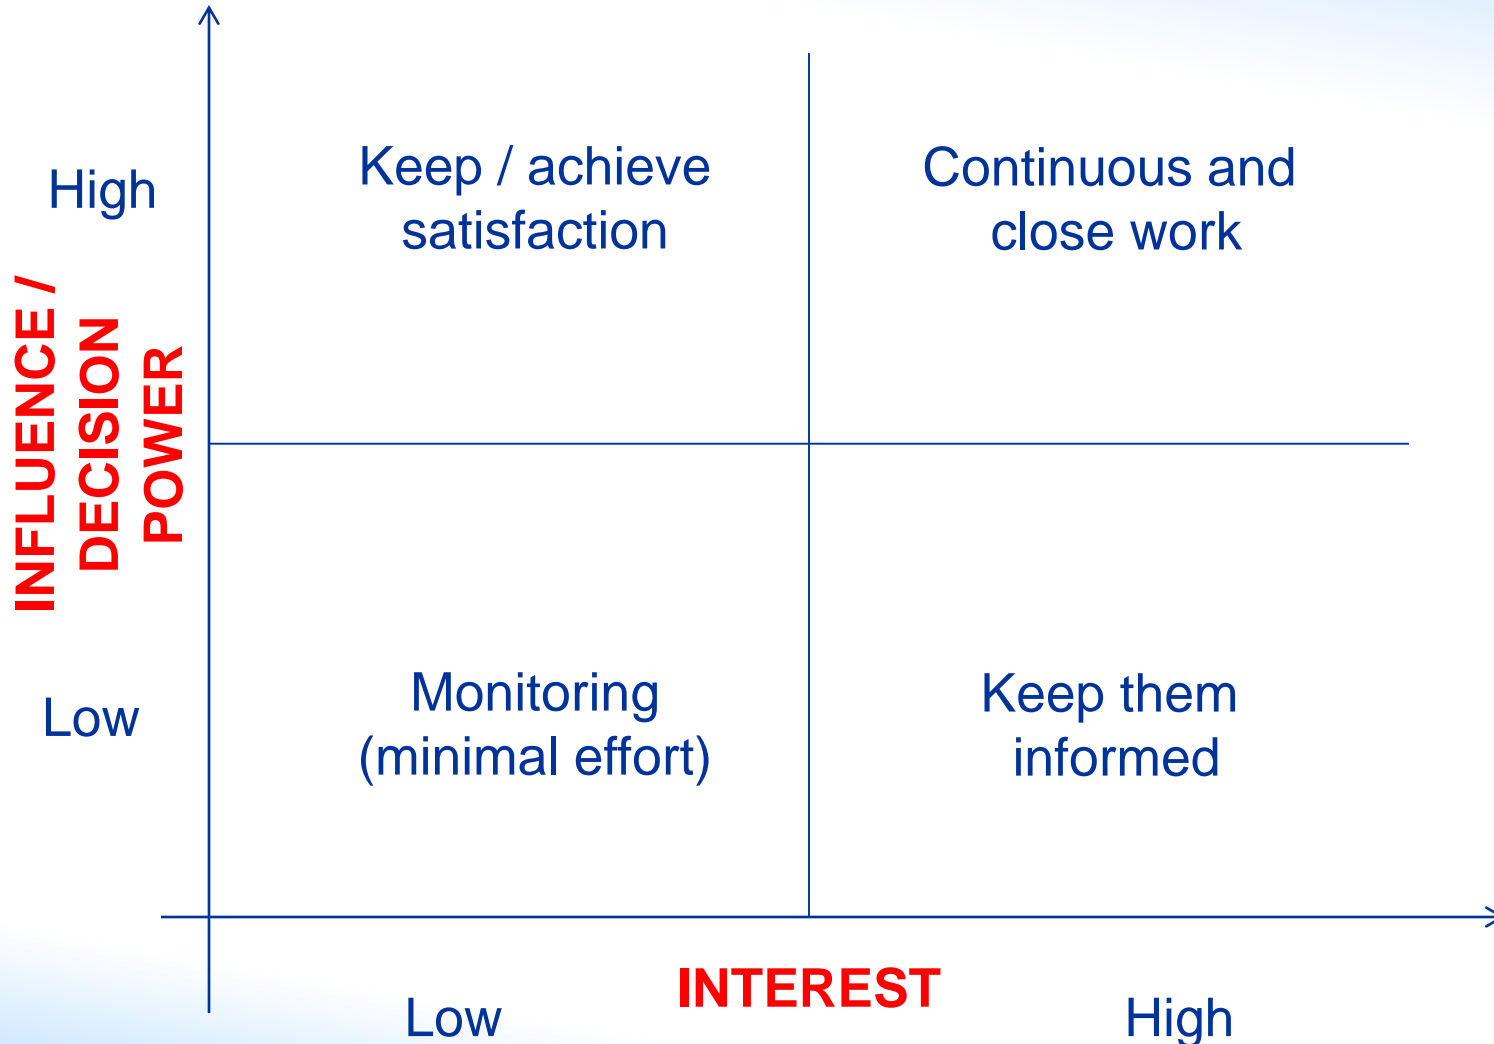 High
Keep / achieve
satisfaction
Continuous and
close work
INFLUENCE /
DECISION
POWER
Low
Monitoring
(minimal effort)
Keep them
informed
INTEREST
Low
High